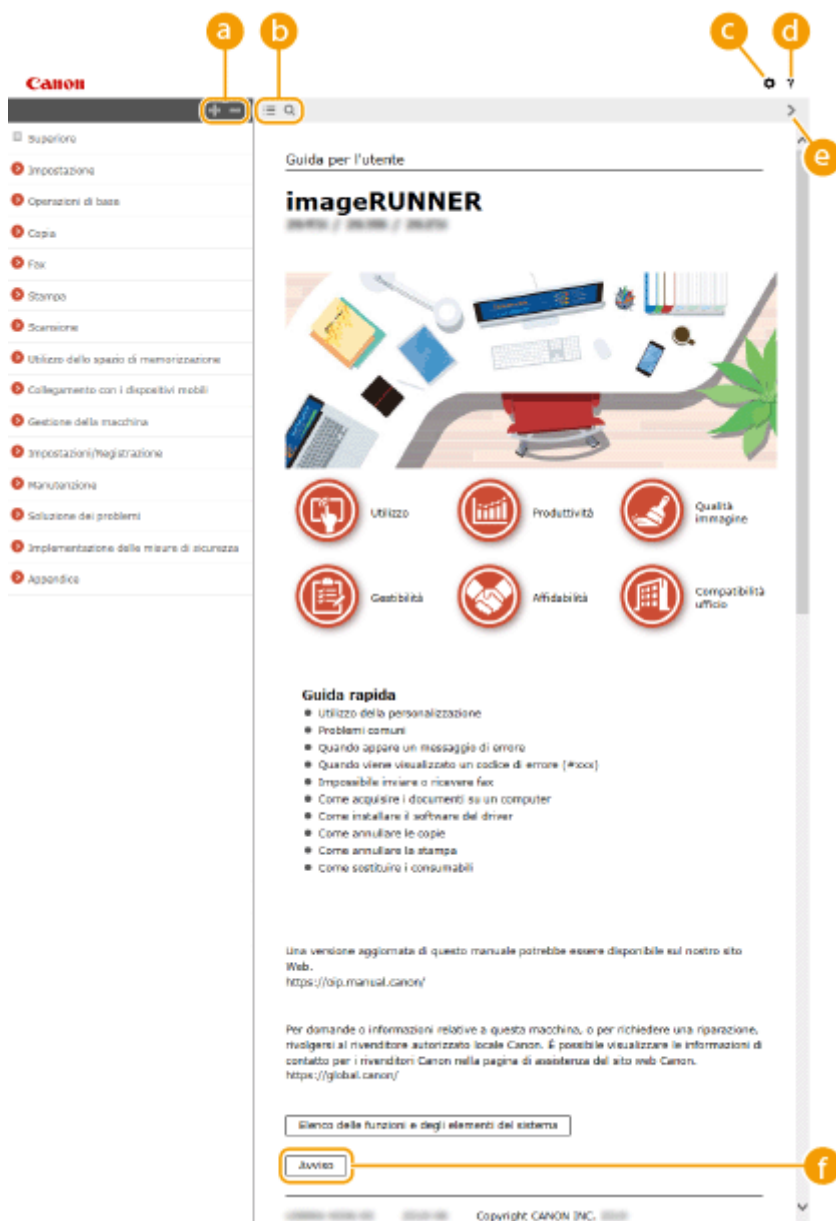 a b c d
Canon
?
e
Superiore
Impostazione
Operazioni di base
Copia
Fax
Stampa
Scansione
Utilizzo dello spazio di memorizzazione
Collegamento con i dispositivi mobili
Gestione della macchina
Impostazioni/Registrazione
Manutenzione
Soluzione dei problemi
Implementazione delle misure di sicurezza
Appendice
Guida per l'utente
imageRUNNER
Utilizzo
Produttività
Qualità
immagine
Gestibilità
Affidabilità
Compatibilità
ufficio
Guida rapida
Utilizzo della personalizzazione
Problemi comuni
Quando appare un messaggio di errore
Quando viene visualizzato un codice di errore (#xxx)
Impossibile inviare o ricevere fax
Come acquisire i documenti su un computer
Come installare il software del driver
Come annullare le copie
Come annullare la stampa
Come sostituire i consumabili
Una versione aggiornata di questo manuale potrebbe essere disponibile sul nostro sito
Web.
https://oip.manual.canon/
Per domande o informazioni relative a questa macchina, o per richiedere una riparazione,
rivolgersi al rivenditore autorizzato locale Canon. É possibile visualizzare le informazioni di
contatto per i rivenditori Canon nella pagina di assistenza del sito web Canon.
https://global.canon/
Elenco delle funzioni e degli elementi del sistema
Avviso
f
Copyright CANON INC.